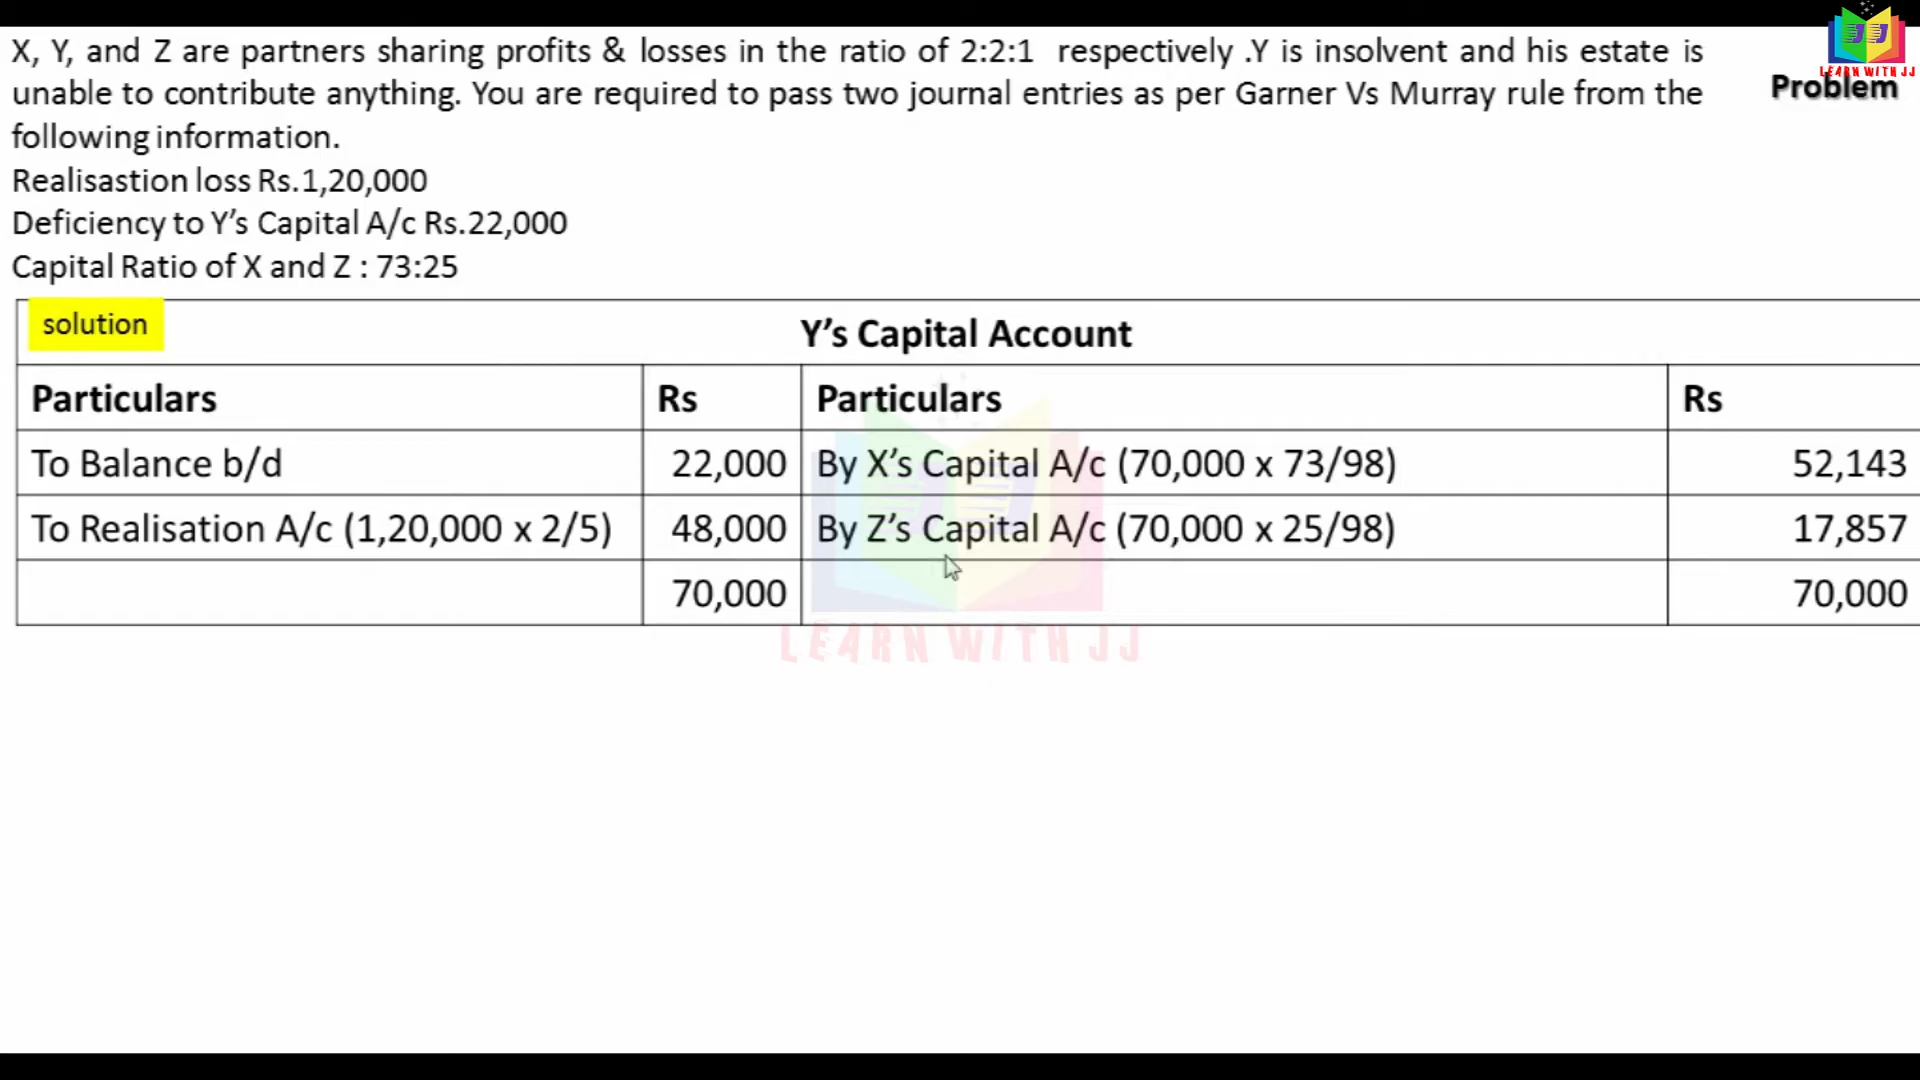 X, Y, and Z are partners sharing profits & losses in the ratio of 2:2:1 respectively .Y is insolvent and his estate is
unable to contribute anything. You are required to pass two journal entries as per Garner Vs Murray rule from the
following information.
Realisastion loss Rs.1,20,000
Deficiency to Y's Capital A/c Rs.22,000
Capital Ratio of X and Z : 73:25
JJ
LEARN WITH JJ
Problem
solution
Y's Capital Account
Particulars Rs Particulars Rs
To Balance b/d 22,000 By X's Capital A/c (70,000 x 73/98) 52,143
To Realisation A/c (1,20,000 x 2/5) 48,000 By Z's Capital A/c (70,000 x 25/98) 17,857
70,000 70,000
LEARN WITH JJ